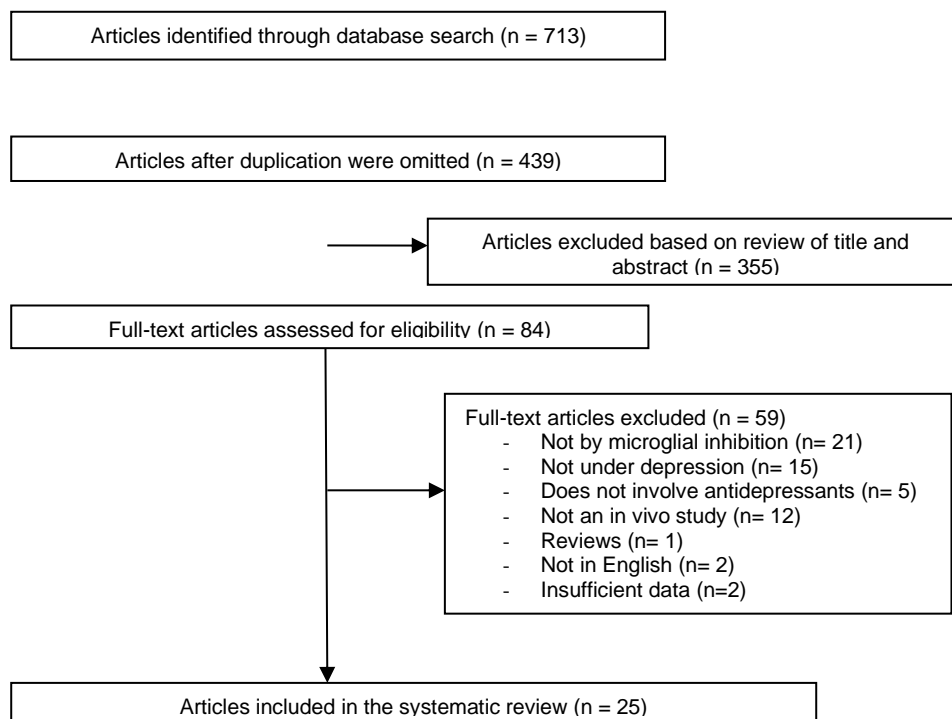 Articles identified through database search (n = 713)
Articles after duplication were omitted (n = 439)
Articles excluded based on review of title and
abstract (n = 355)
Full-text articles assessed for eligibility (n = 84)
Full-text articles excluded (n = 59)
- Not by microglial inhibition (n= 21)
- Not under depression (n= 15)
- Does not involve antidepressants (n= 5)
- Not an in vivo study (n= 12)
- Reviews (n= 1)
- Not in English (n= 2)
- Insufficient data (n=2)
Articles included in the systematic review (n = 25)